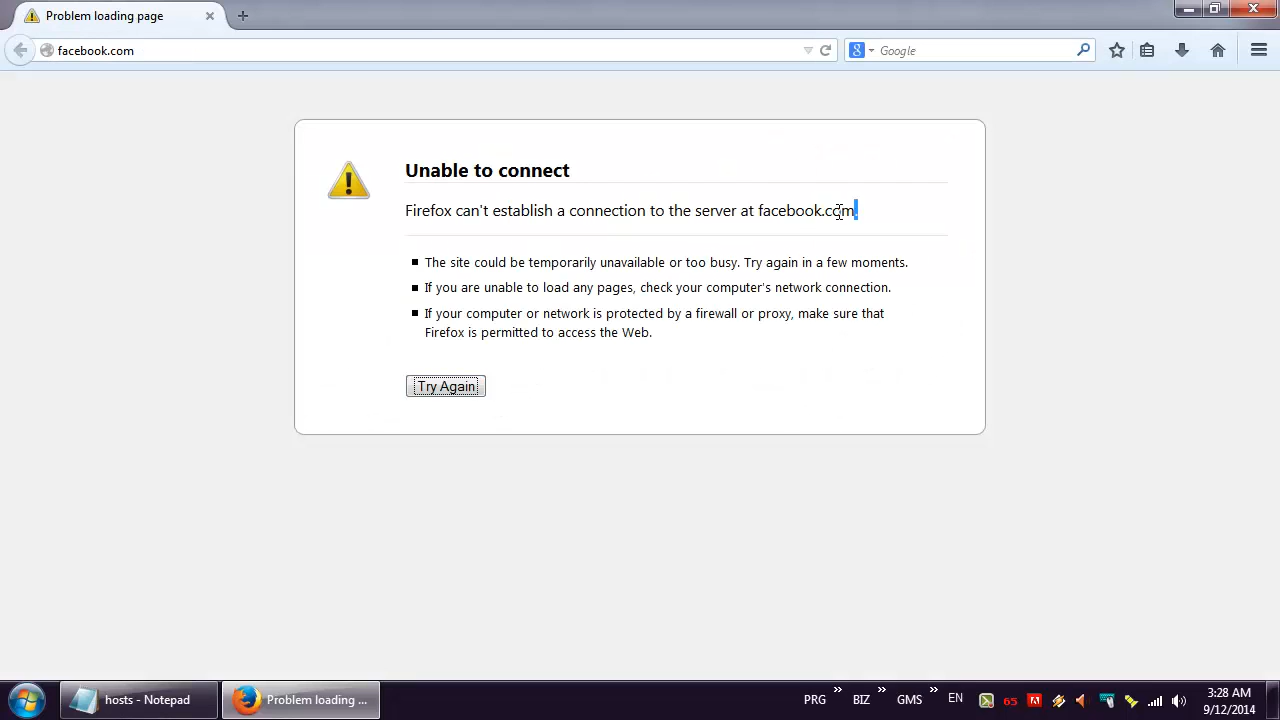 Problem loading page
facebook.com
Google
Unable to connect
Firefox can't establish a connection to the server at facebook.com.
The site could be temporarily unavailable or too busy. Try again in a few moments.
If you are unable to load any pages, check your computer's network connection.
If your computer or network is protected by a firewall or proxy, make sure that
Firefox is permitted to access the Web.
Try Again
hosts - Notepad
Problem loading ...
PRG
BIZ
GMS
EN
65
3:28 AM
9/12/2014